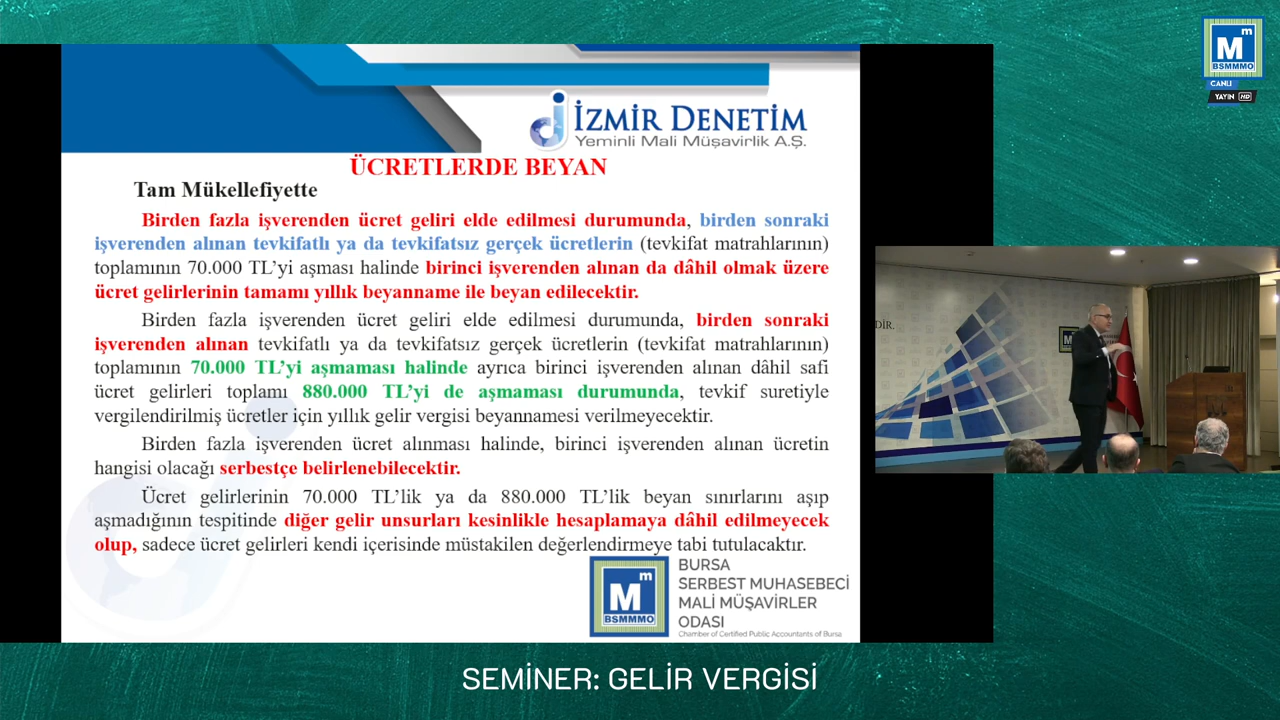 M m
BSMMMO
CANLI
YAYIN HD
İZMİR DENETİM
Yeminli Mali Müşavirlik A.Ş.
ÜCRETLERDE BEYAN
Tam Mükellefiyette
Birden fazla işverenden ücret geliri elde edilmesi durumunda, birden sonraki
işverenden alınan tevkifatlı ya da tevkifatsız gerçek ücretlerin (tevkifat matrahlarının)
toplamının 70.000 TL’yi aşması halinde birinci işverenden alınan da dâhil olmak üzere
ücret gelirlerinin tamamı yıllık beyanname ile beyan edilecektir.
Birden fazla işverenden ücret geliri elde edilmesi durumunda, birden sonraki
işverenden alınan tevkifatlı ya da tevkifatsız gerçek ücretlerin (tevkifat matrahlarının)
toplamının 70.000 TL’yi aşmaması halinde ayrıca birinci işverenden alınan dâhil safi
ücret gelirleri toplamı 880.000 TL’yi de aşmaması durumunda, tevkif suretiyle
vergilendirilmiş ücretler için yıllık gelir vergisi beyannamesi verilmeyecektir.
Birden fazla işverenden ücret alınması halinde, birinci işverenden alınan ücretin
hangisi olacağı serbestçe belirlenebilecektir.
Ücret gelirlerinin 70.000 TL’lik ya da 880.000 TL’lik beyan sınırlarını aşıp
aşmadığının tespitinde diğer gelir unsurları kesinlikle hesaplamaya dâhil edilmeyecek
olup, sadece ücret gelirleri kendi içerisinde müstakilen değerlendirmeye tabi tutulacaktır.
M m
BSMMMO
BURSA
SERBEST MUHASEBECİ
MALİ MÜŞAVİRLER
ODASI
Chamber of Certified Public Accountants of Bursa
DİR.
SEMİNER: GELİR VERGİSİ